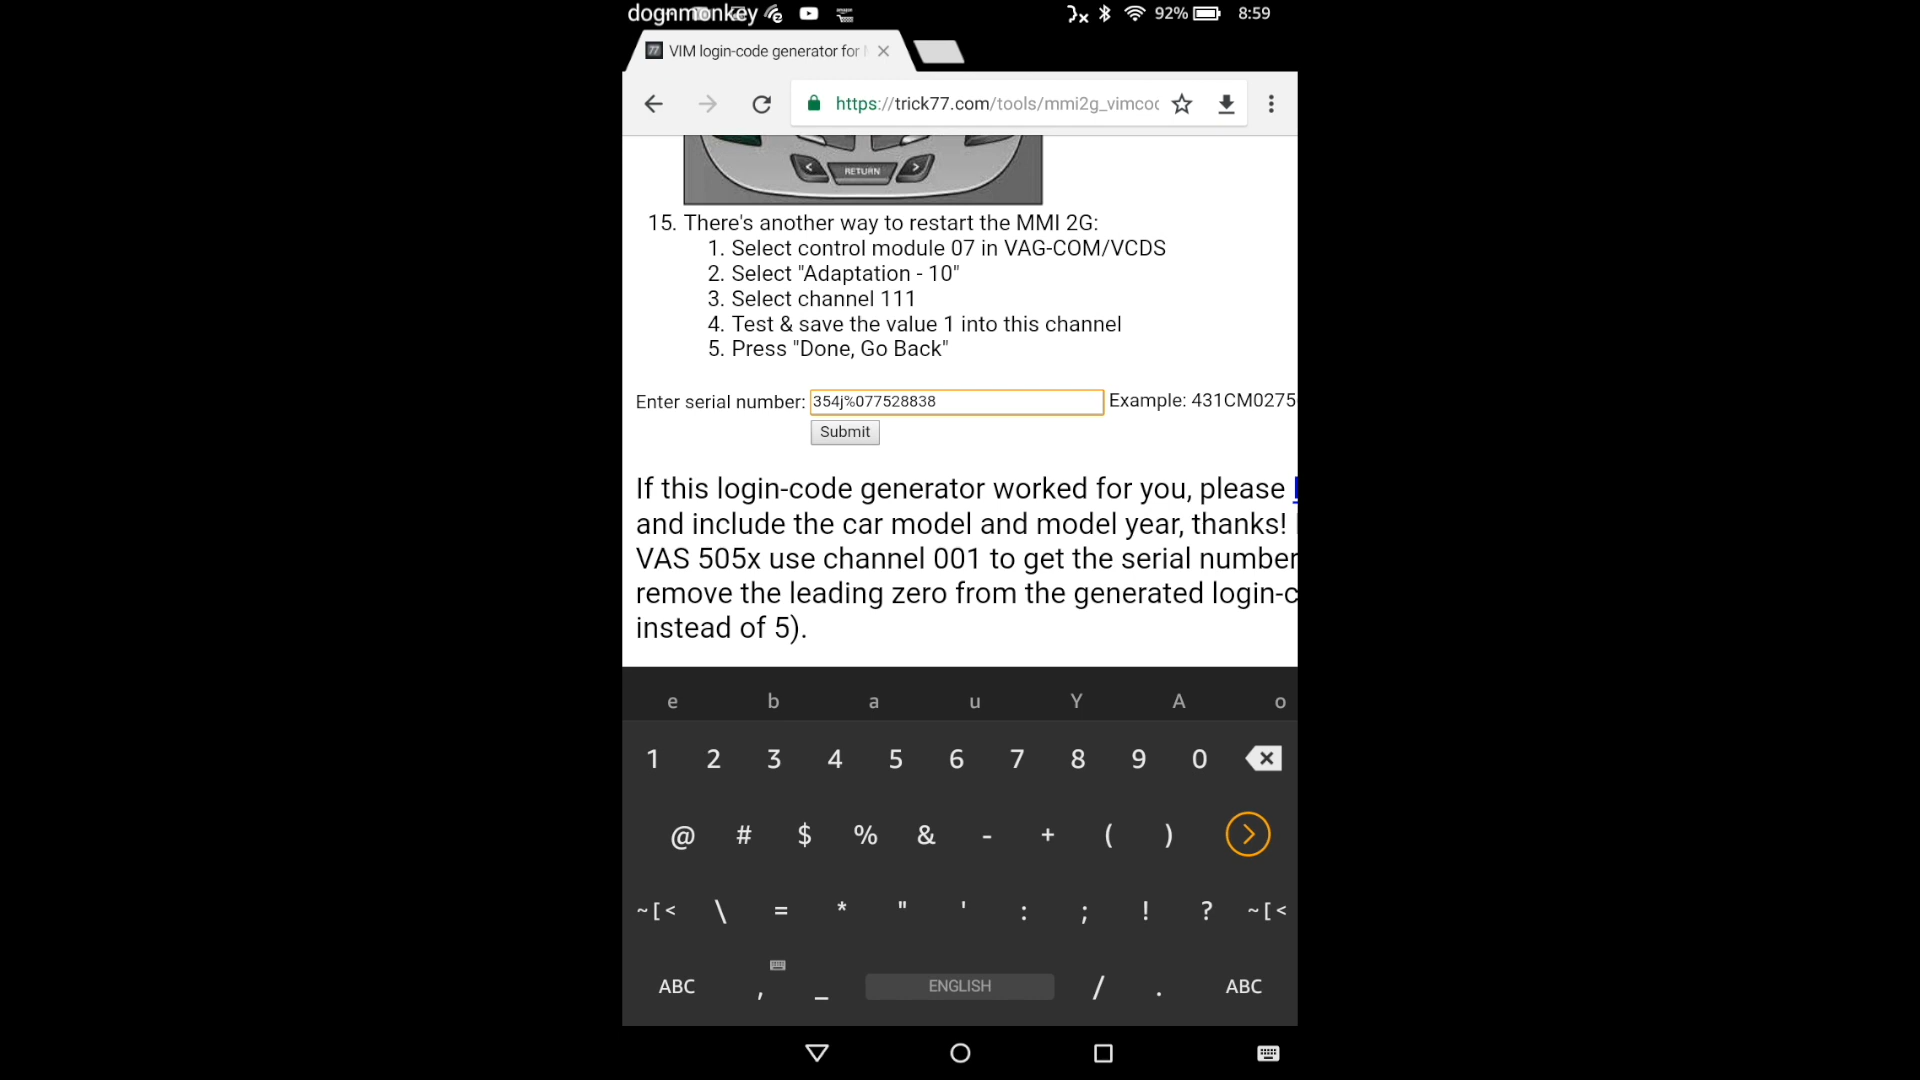 dognmonkey
92% 8:59
77 VIM login-code generator for
https://trick77.com/tools/mmi2g_vimcoc
< RETURN >
15. There's another way to restart the MMI 2G:
1. Select control module 07 in VAG-COM/VCDS
2. Select "Adaptation - 10"
3. Select channel 111
4. Test & save the value 1 into this channel
5. Press "Done, Go Back"
Enter serial number: 354j%077528838 Example: 431CM0275
Submit
If this login-code generator worked for you, please
and include the car model and model year, thanks!
VAS 505x use channel 001 to get the serial number
remove the leading zero from the generated login-c
instead of 5).
e b a u Y A o
1 2 3 4 5 6 7 8 9 0
@ # $ % & - + ( )
~[< \ = * " ' : ; ! ? ~[<
ABC , _ ENGLISH / . ABC